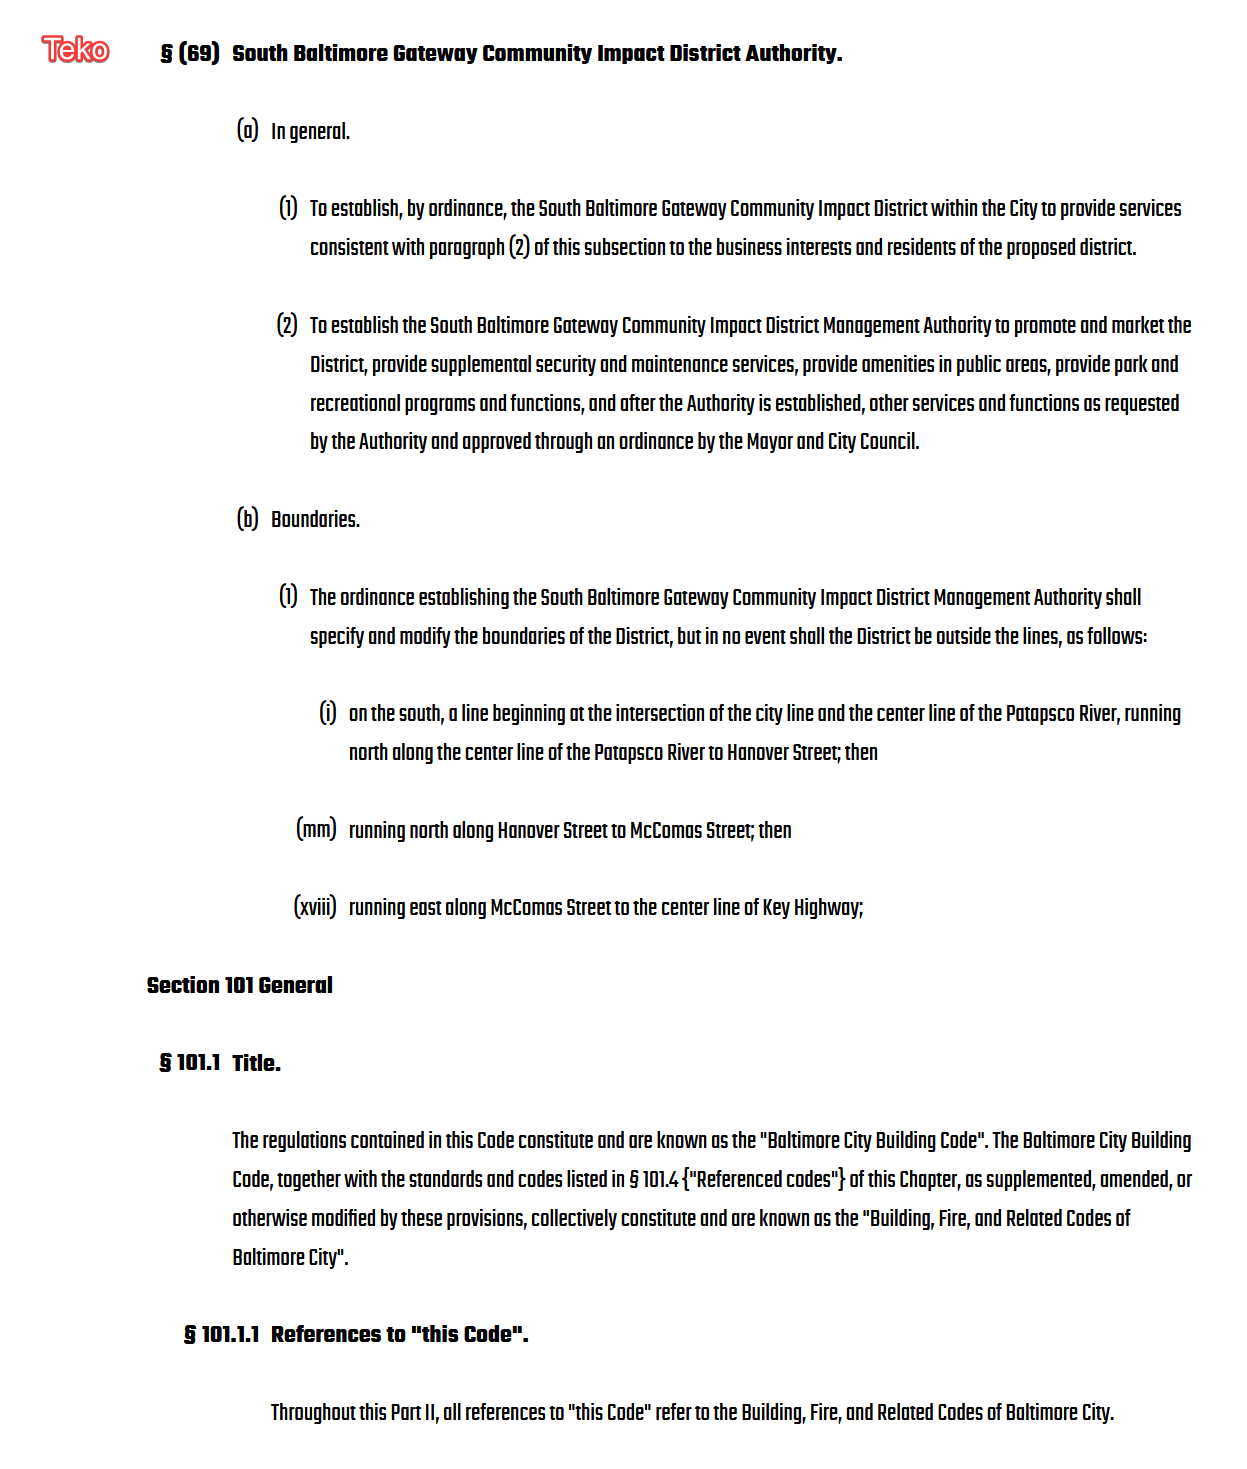 Teko
§ (69) South Baltimore Gateway Community Impact District Authority.
(a) In general.
(1) To establish, by ordinance, the South Baltimore Gateway Community Impact District within the City to provide services
consistent with paragraph (2) of this subsection to the business interests and residents of the proposed district.
(2) To establish the South Baltimore Gateway Community Impact District Management Authority to promote and market the
District, provide supplemental security and maintenance services, provide amenities in public areas, provide park and
recreational programs and functions, and after the Authority is established, other services and functions as requested
by the Authority and approved through an ordinance by the Mayor and City Council.
(b) Boundaries.
(1) The ordinance establishing the South Baltimore Gateway Community Impact District Management Authority shall
specify and modify the boundaries of the District, but in no event shall the District be outside the lines, as follows:
(i) on the south, a line beginning at the intersection of the city line and the center line of the Patapsco River, running
north along the center line of the Patapsco River to Hanover Street; then
(mm) running north along Hanover Street to McComas Street; then
(xviii) running east along McComas Street to the center line of Key Highway;
Section 101 General
§ 101.1 Title.
The regulations contained in this Code constitute and are known as the "Baltimore City Building Code". The Baltimore City Building
Code, together with the standards and codes listed in § 101.4 {"Referenced codes"} of this Chapter, as supplemented, amended, or
otherwise modified by these provisions, collectively constitute and are known as the "Building, Fire, and Related Codes of
Baltimore City".
§ 101.1.1 References to "this Code".
Throughout this Part II, all references to "this Code" refer to the Building, Fire, and Related Codes of Baltimore City.